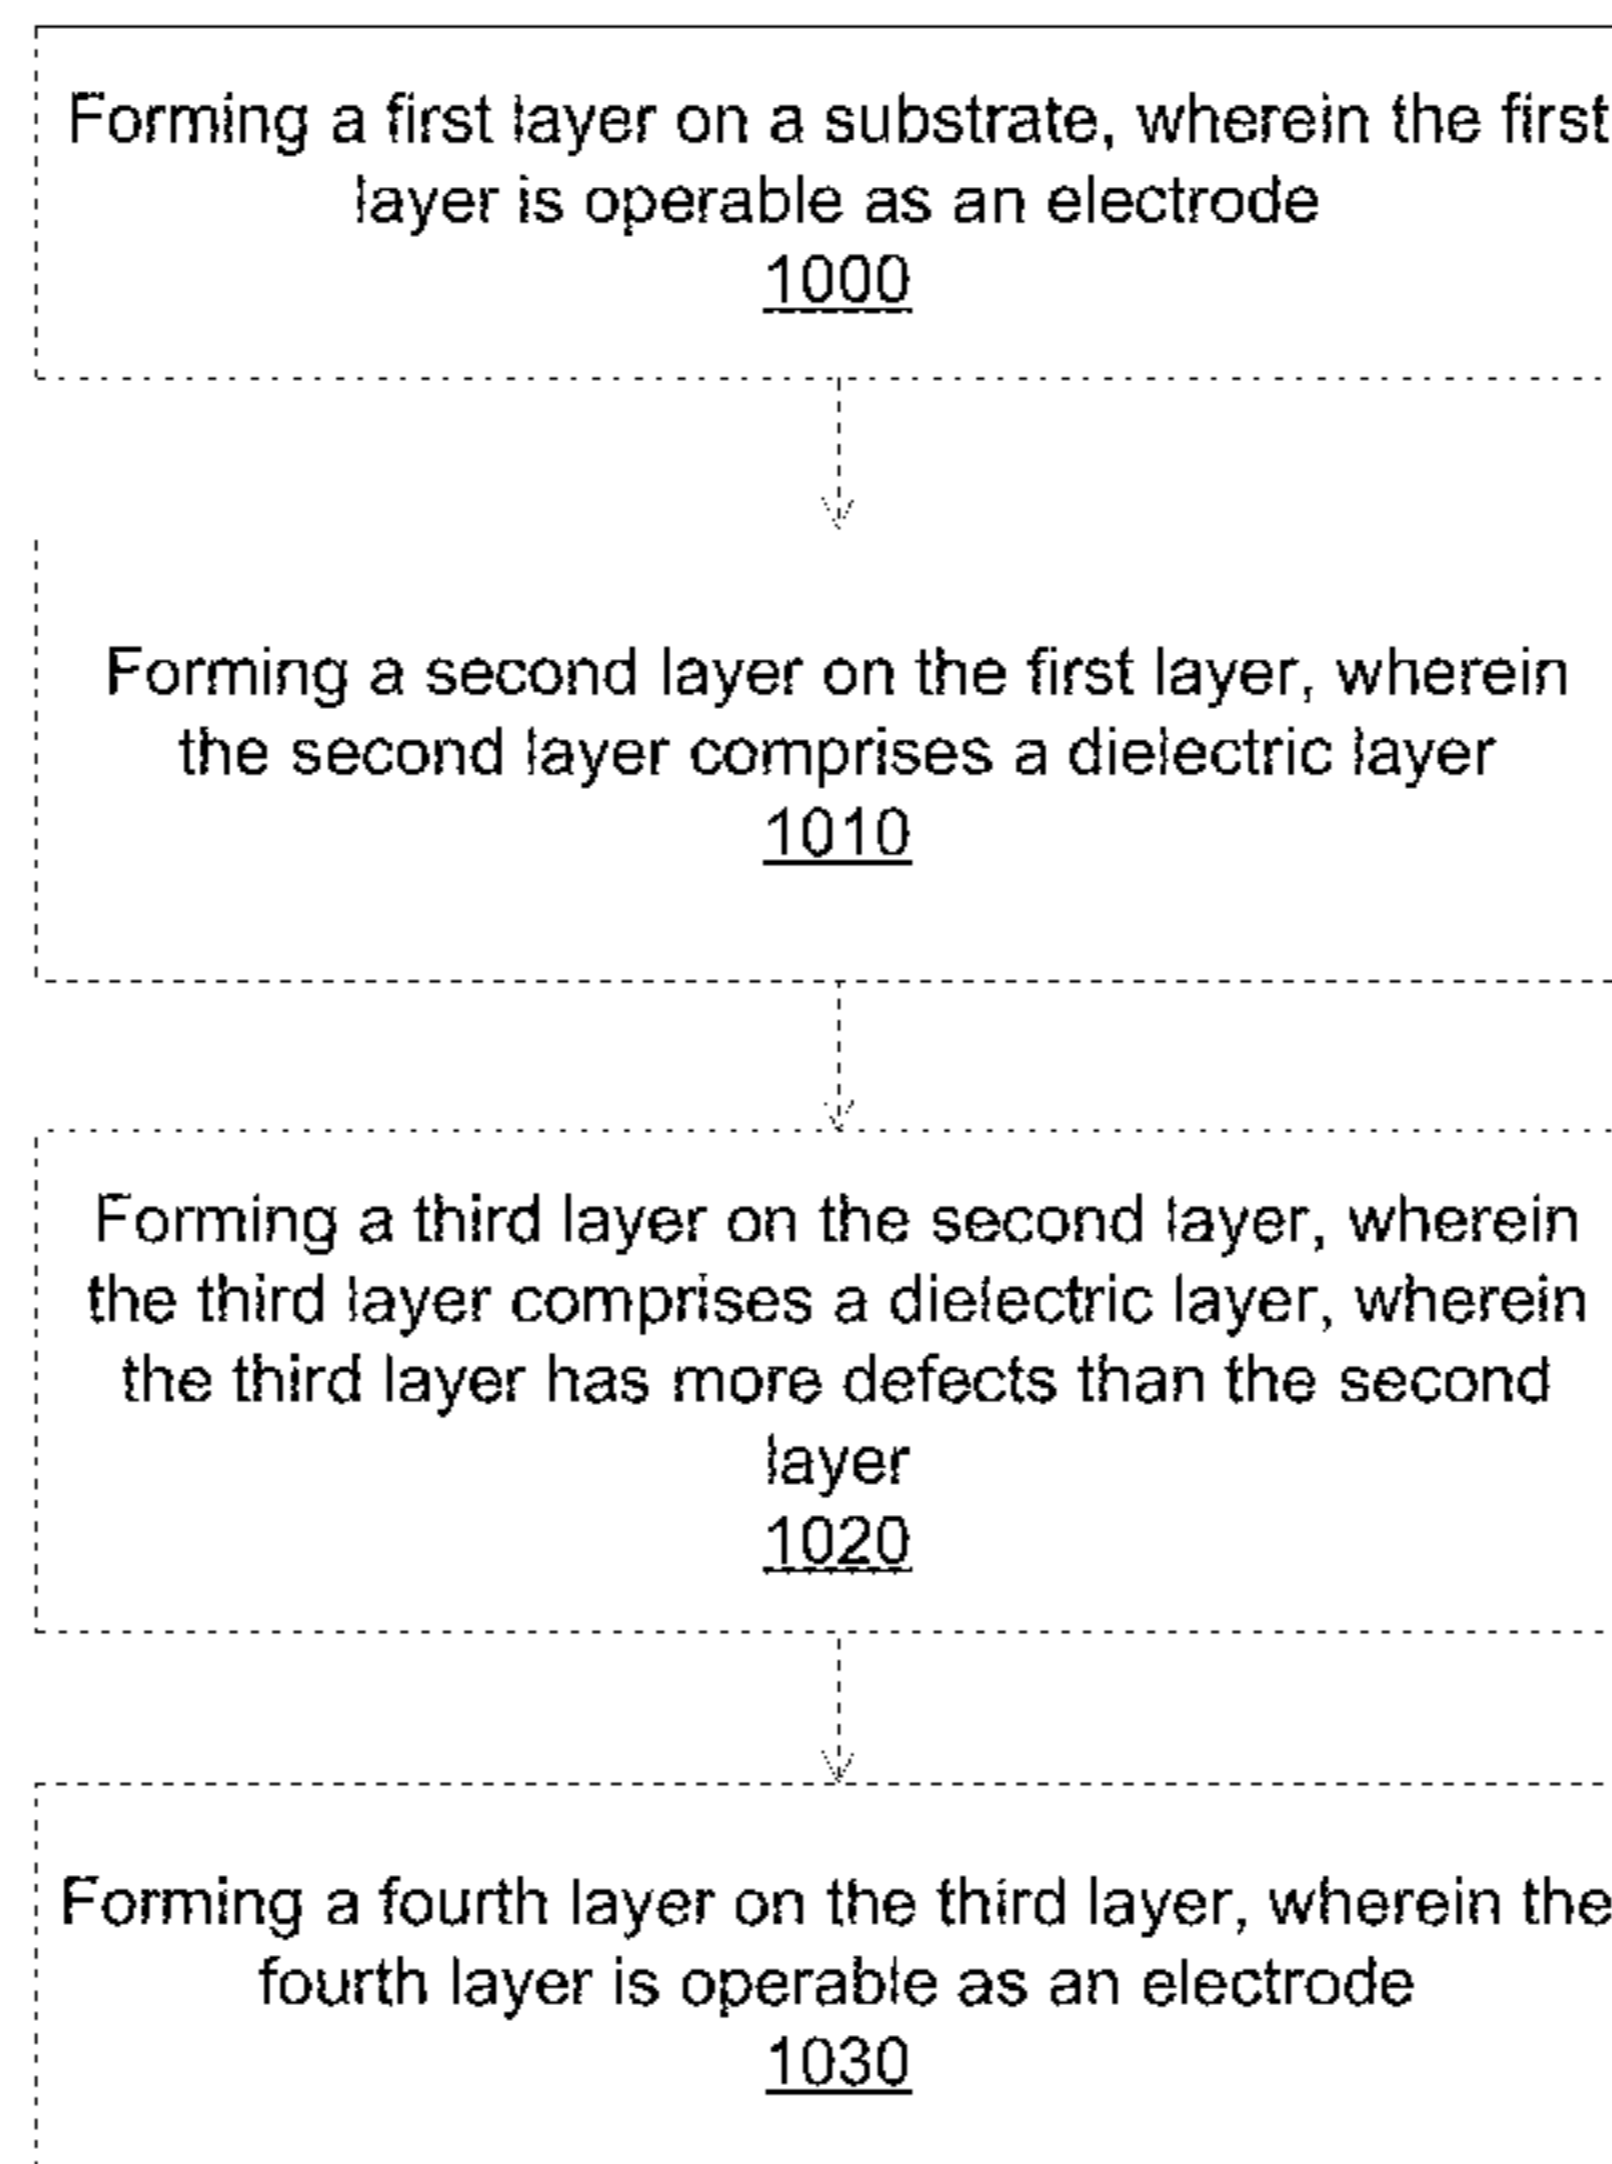 Forming a first layer on a substrate, wherein the first
layer is operable as an electrode
1000
Forming a second layer on the first layer, wherein
the second layer comprises a dielectric layer
1010
Forming a third layer on the second layer, wherein
the third layer comprises a dielectric layer, wherein
the third layer has more defects than the second
layer
1020
Forming a fourth layer on the third layer, wherein the
fourth layer is operable as an electrode
1030